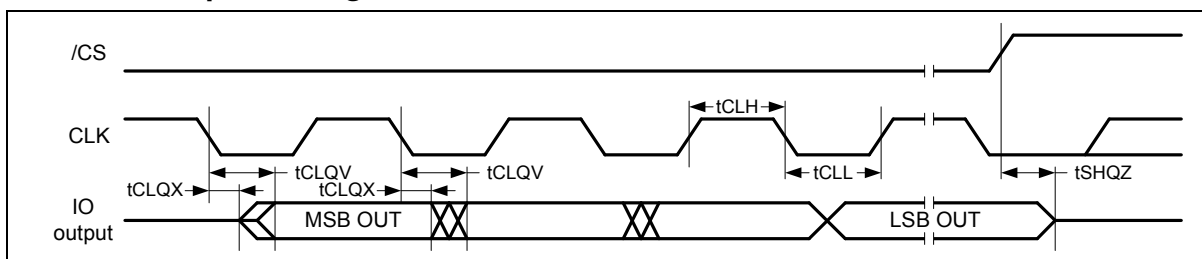 /CS
tCLH
CLK
tCLQV
tCLQV
tCLL
tSHQZ
tCLQX
tCLQX
IO
output
MSB OUT
LSB OUT